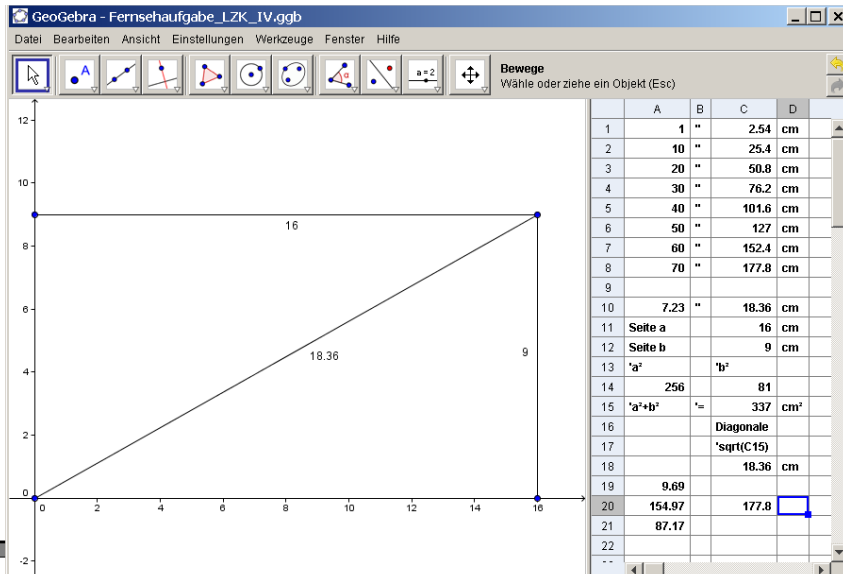 GeoGebra - Fernsehaufgabe_LZK_IV.ggb
Datei Bearbeiten Ansicht Einstellungen Werkzeuge Fenster Hilfe
A α a = 2
Bewege
Wähle oder ziehe ein Objekt (Esc)
12
10
8
6
4
2
0
-2
0 2 4 6 8 10 12 14 16
16
18.36
9
A B C D
1 1 " 2.54 cm
2 10 " 25.4 cm
3 20 " 50.8 cm
4 30 " 76.2 cm
5 40 " 101.6 cm
6 50 " 127 cm
7 60 " 152.4 cm
8 70 " 177.8 cm
9
10 7.23 " 18.36 cm
11 Seite a 16 cm
12 Seite b 9 cm
13 'a² 'b²
14 256 81
15 'a²+b² '= 337 cm²
16 Diagonale
17 'sqrt(C15)
18 18.36 cm
19 9.69
20 154.97 177.8
21 87.17
22